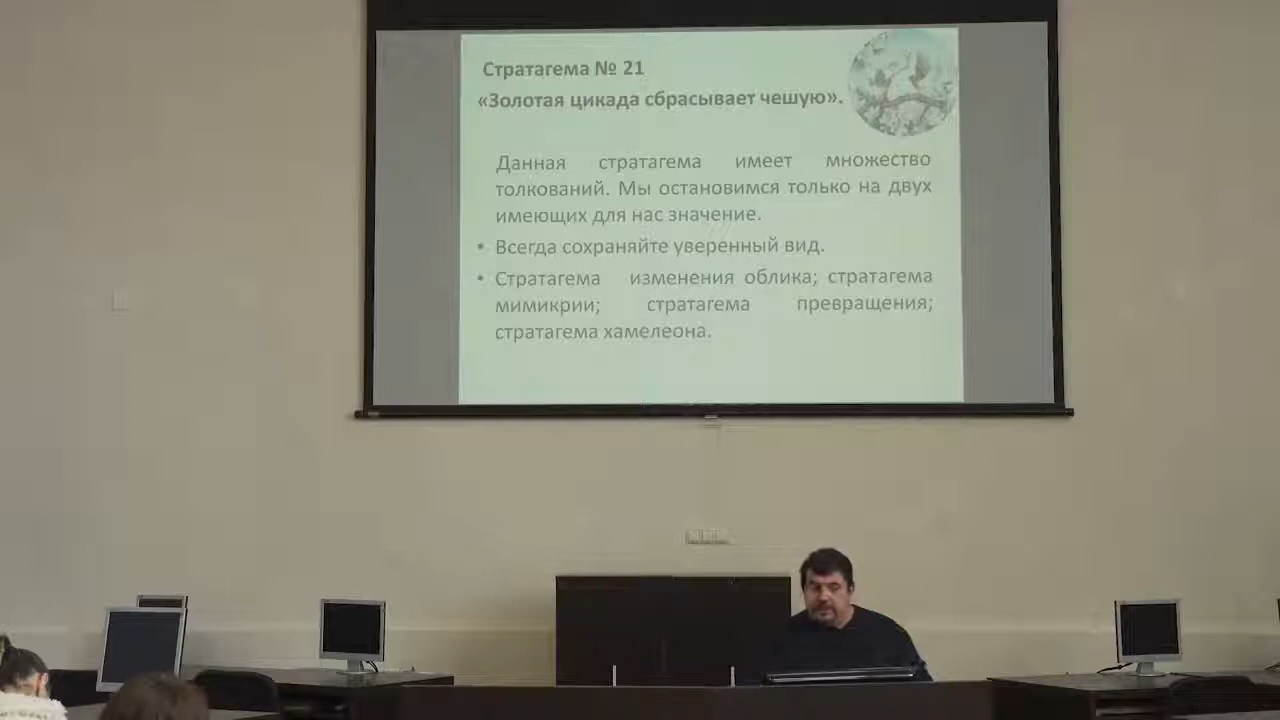 Стратагема № 21
«Золотая цикада сбрасывает чешую».
Данная стратагема имеет множество
толкований. Мы остановимся только на двух
имеющих для нас значение.
• Всегда сохраняйте уверенный вид.
• Стратагема изменения облика; стратагема
мимикрии; стратагема превращения;
стратагема хамелеона.